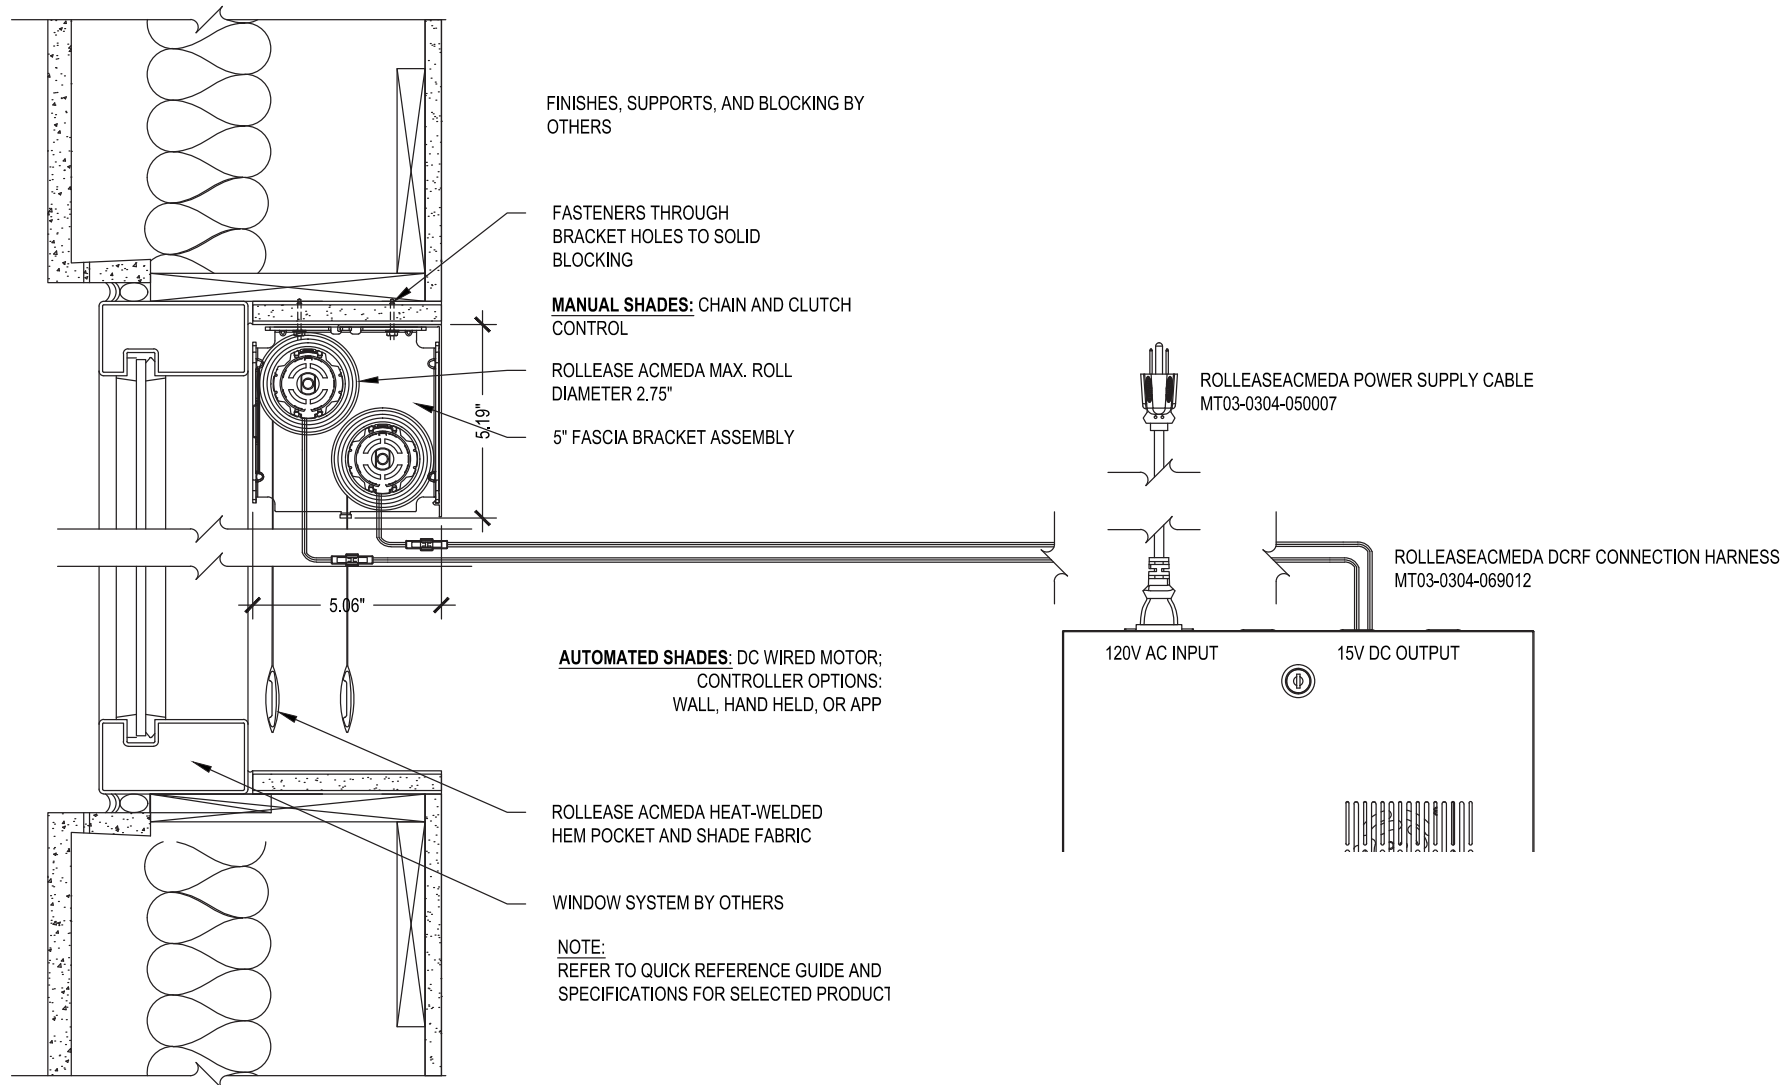 FINISHES, SUPPORTS, AND BLOCKING BY
OTHERS
FASTENERS THROUGH
BRACKET HOLES TO SOLID
BLOCKING
MANUAL SHADES: CHAIN AND CLUTCH
CONTROL
ROLLEASE ACMEDA MAX. ROLL
DIAMETER 2.75"
5" FASCIA BRACKET ASSEMBLY
5.19"
5.06"
ROLLEASEACMEDA POWER SUPPLY CABLE
MT03-0304-050007
ROLLEASEACMEDA DCRF CONNECTION HARNESS
MT03-0304-069012
120V AC INPUT
15V DC OUTPUT
AUTOMATED SHADES: DC WIRED MOTOR;
CONTROLLER OPTIONS:
WALL, HAND HELD, OR APP
ROLLEASE ACMEDA HEAT-WELDED
HEM POCKET AND SHADE FABRIC
WINDOW SYSTEM BY OTHERS
NOTE:
REFER TO QUICK REFERENCE GUIDE AND
SPECIFICATIONS FOR SELECTED PRODUCT